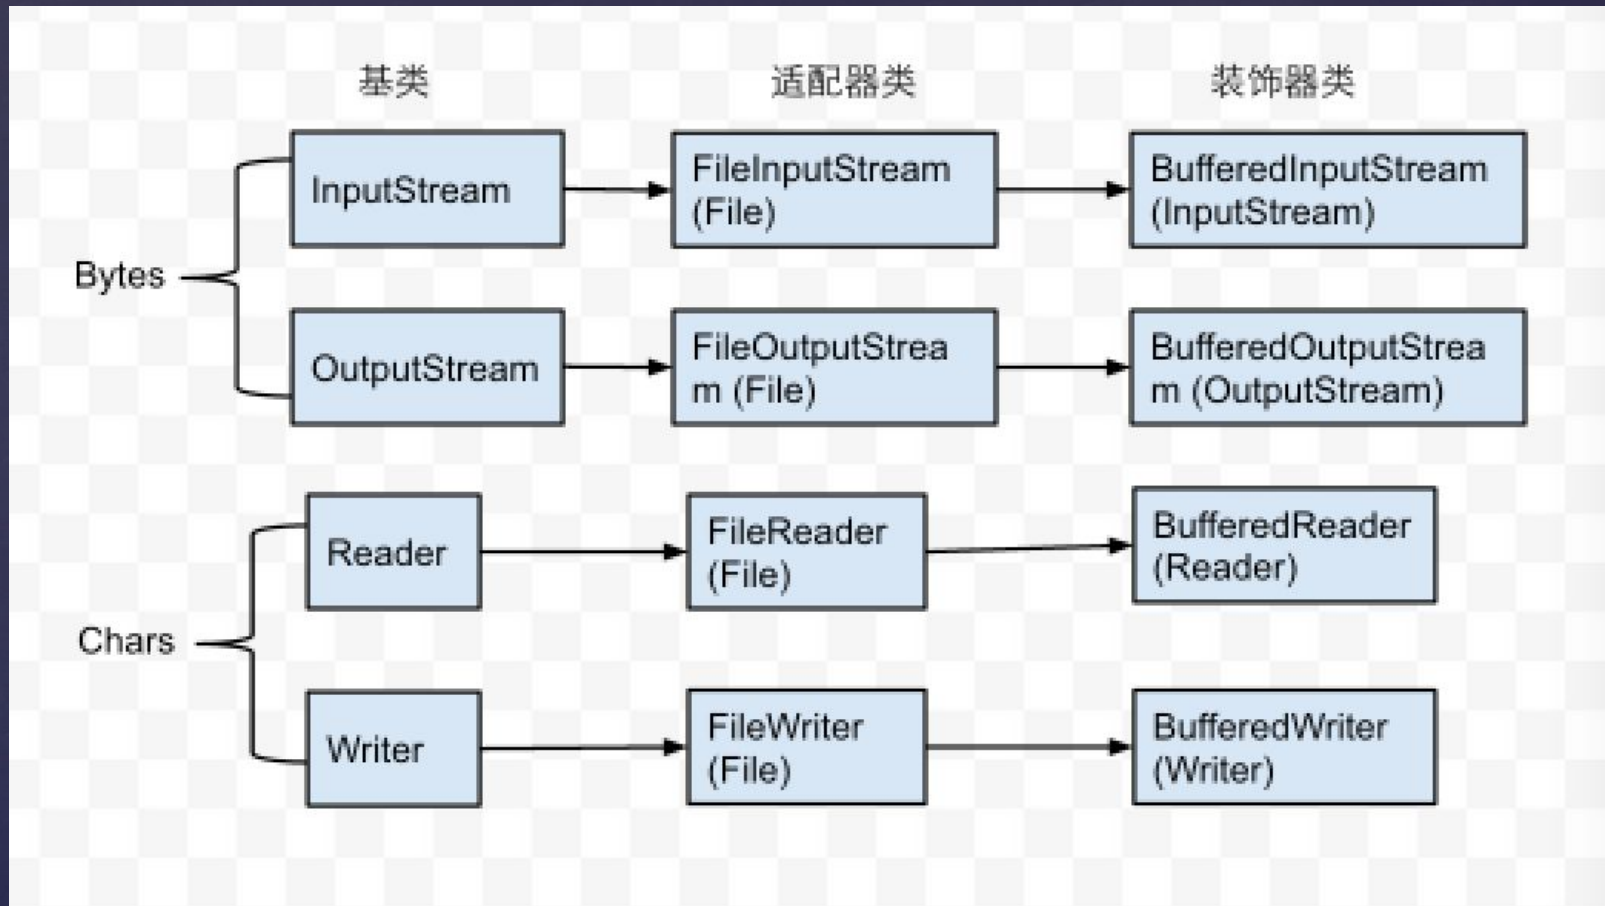 基类
适配器类
装饰器类
InputStream
FileInputStream
(File)
BufferedInputStream
(InputStream)
Bytes
OutputStream
FileOutputStrea
m (File)
BufferedOutputStrea
m (OutputStream)
Reader
FileReader
(File)
BufferedReader
(Reader)
Chars
Writer
FileWriter
(File)
BufferedWriter
(Writer)